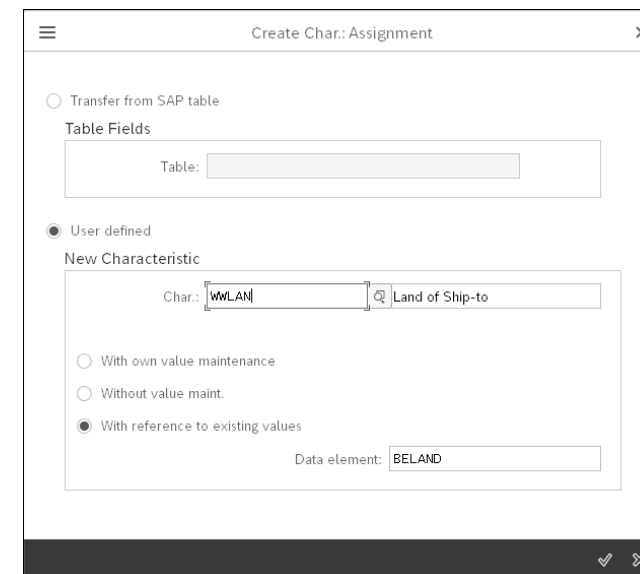 Create Char.: Assignment
Transfer from SAP table
Table Fields
Table:
User defined
New Characteristic
Char.: WWLAN Land of Ship-to
With own value maintenance
Without value maint.
With reference to existing values
Data element: BELAND